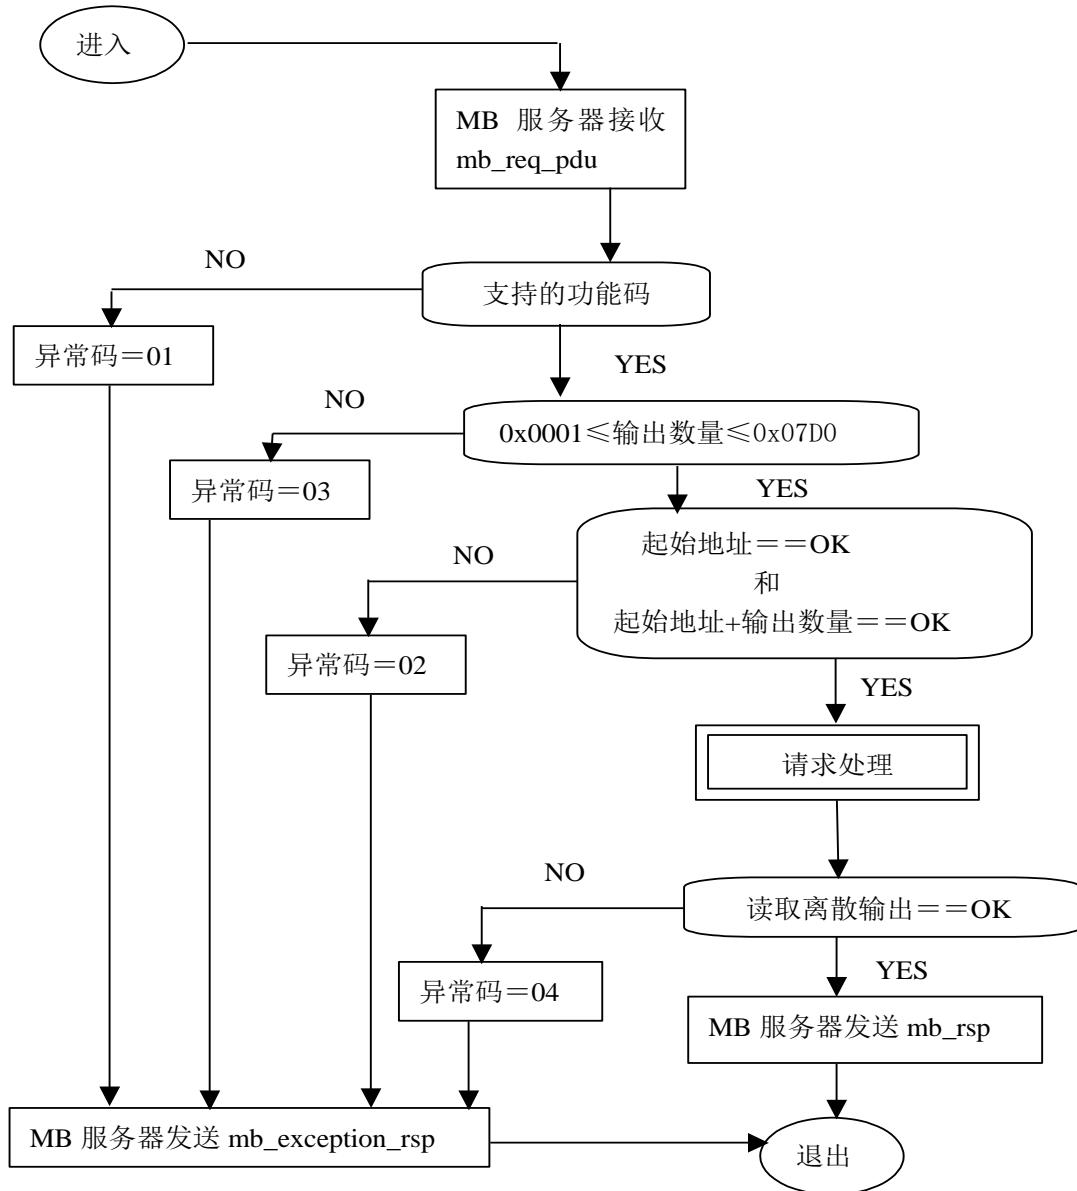 进入
MB 服务器接收
mb_req_pdu
NO
支持的功能码
异常码＝01
YES
NO
0x0001≤输出数量≤0x07D0
异常码＝03
YES
起始地址＝＝OK
NO
和
起始地址+输出数量＝＝OK
异常码＝02
YES
请求处理
NO
读取离散输出＝＝OK
YES
异常码＝04
MB 服务器发送 mb_rsp
MB 服务器发送 mb_exception_rsp
退出